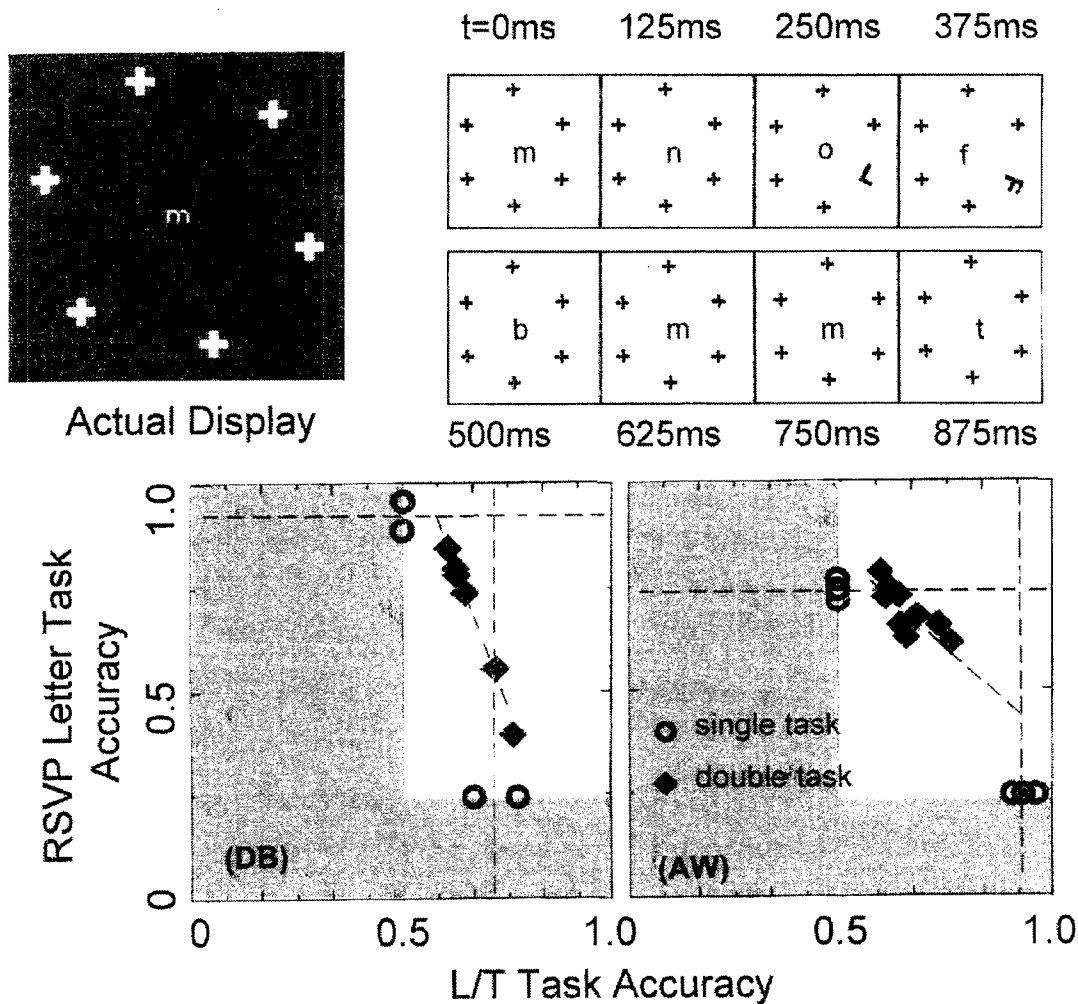 t=0ms 125ms 250ms 375ms
m
m n o f
L
b m m t
Actual Display
500ms 625ms 750ms 875ms
RSVP Letter Task
Accuracy
1.0
0.5
0
single task
double task
(DB) (AW)
0 0.5 1.0 0.5 1.0
L/T Task Accuracy